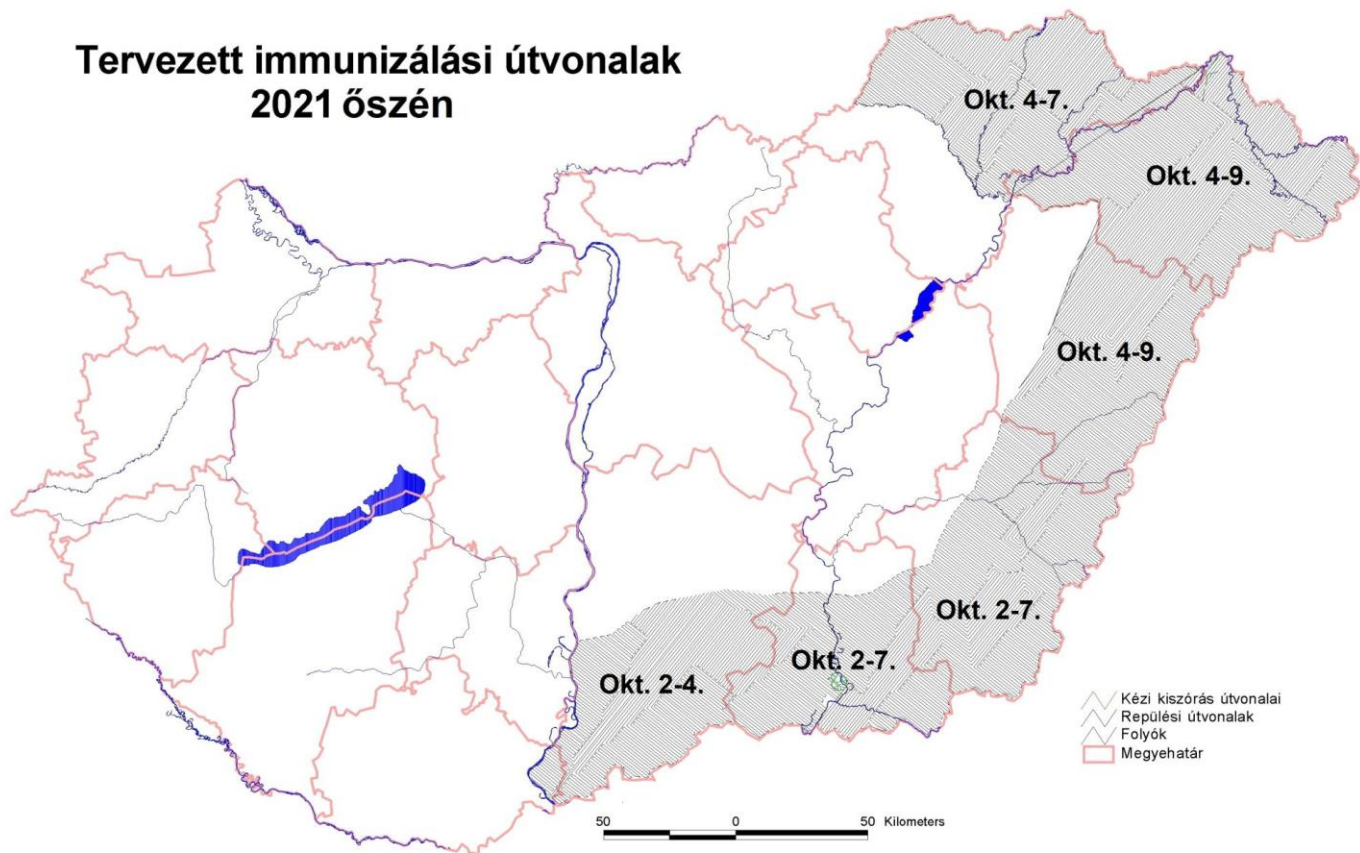 Tervezett immunizálási útvonalak
2021 őszén
Okt. 4-7.
Okt. 4-9.
Okt. 4-9.
Okt. 2-7.
Okt. 2-7.
Okt. 2-4.
Kézi kiszórás útvonalai
Repülési útvonalak
Folyók
Megyehatár
50 0 50 Kilometers